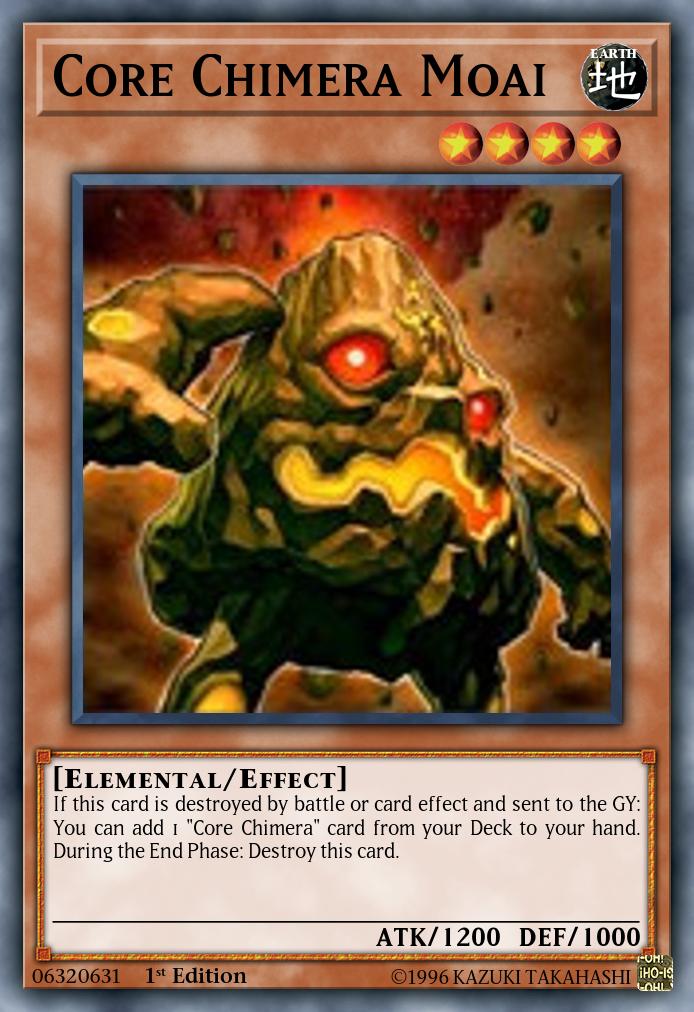 Core Chimera Moai
EARTH
地
[Elemental/Effect]
If this card is destroyed by battle or card effect and sent to the GY:
You can add 1 "Core Chimera" card from your Deck to your hand.
During the End Phase: Destroy this card.
ATK/1200 DEF/1000
06320631 1st Edition ©1996 KAZUKI TAKAHASHI